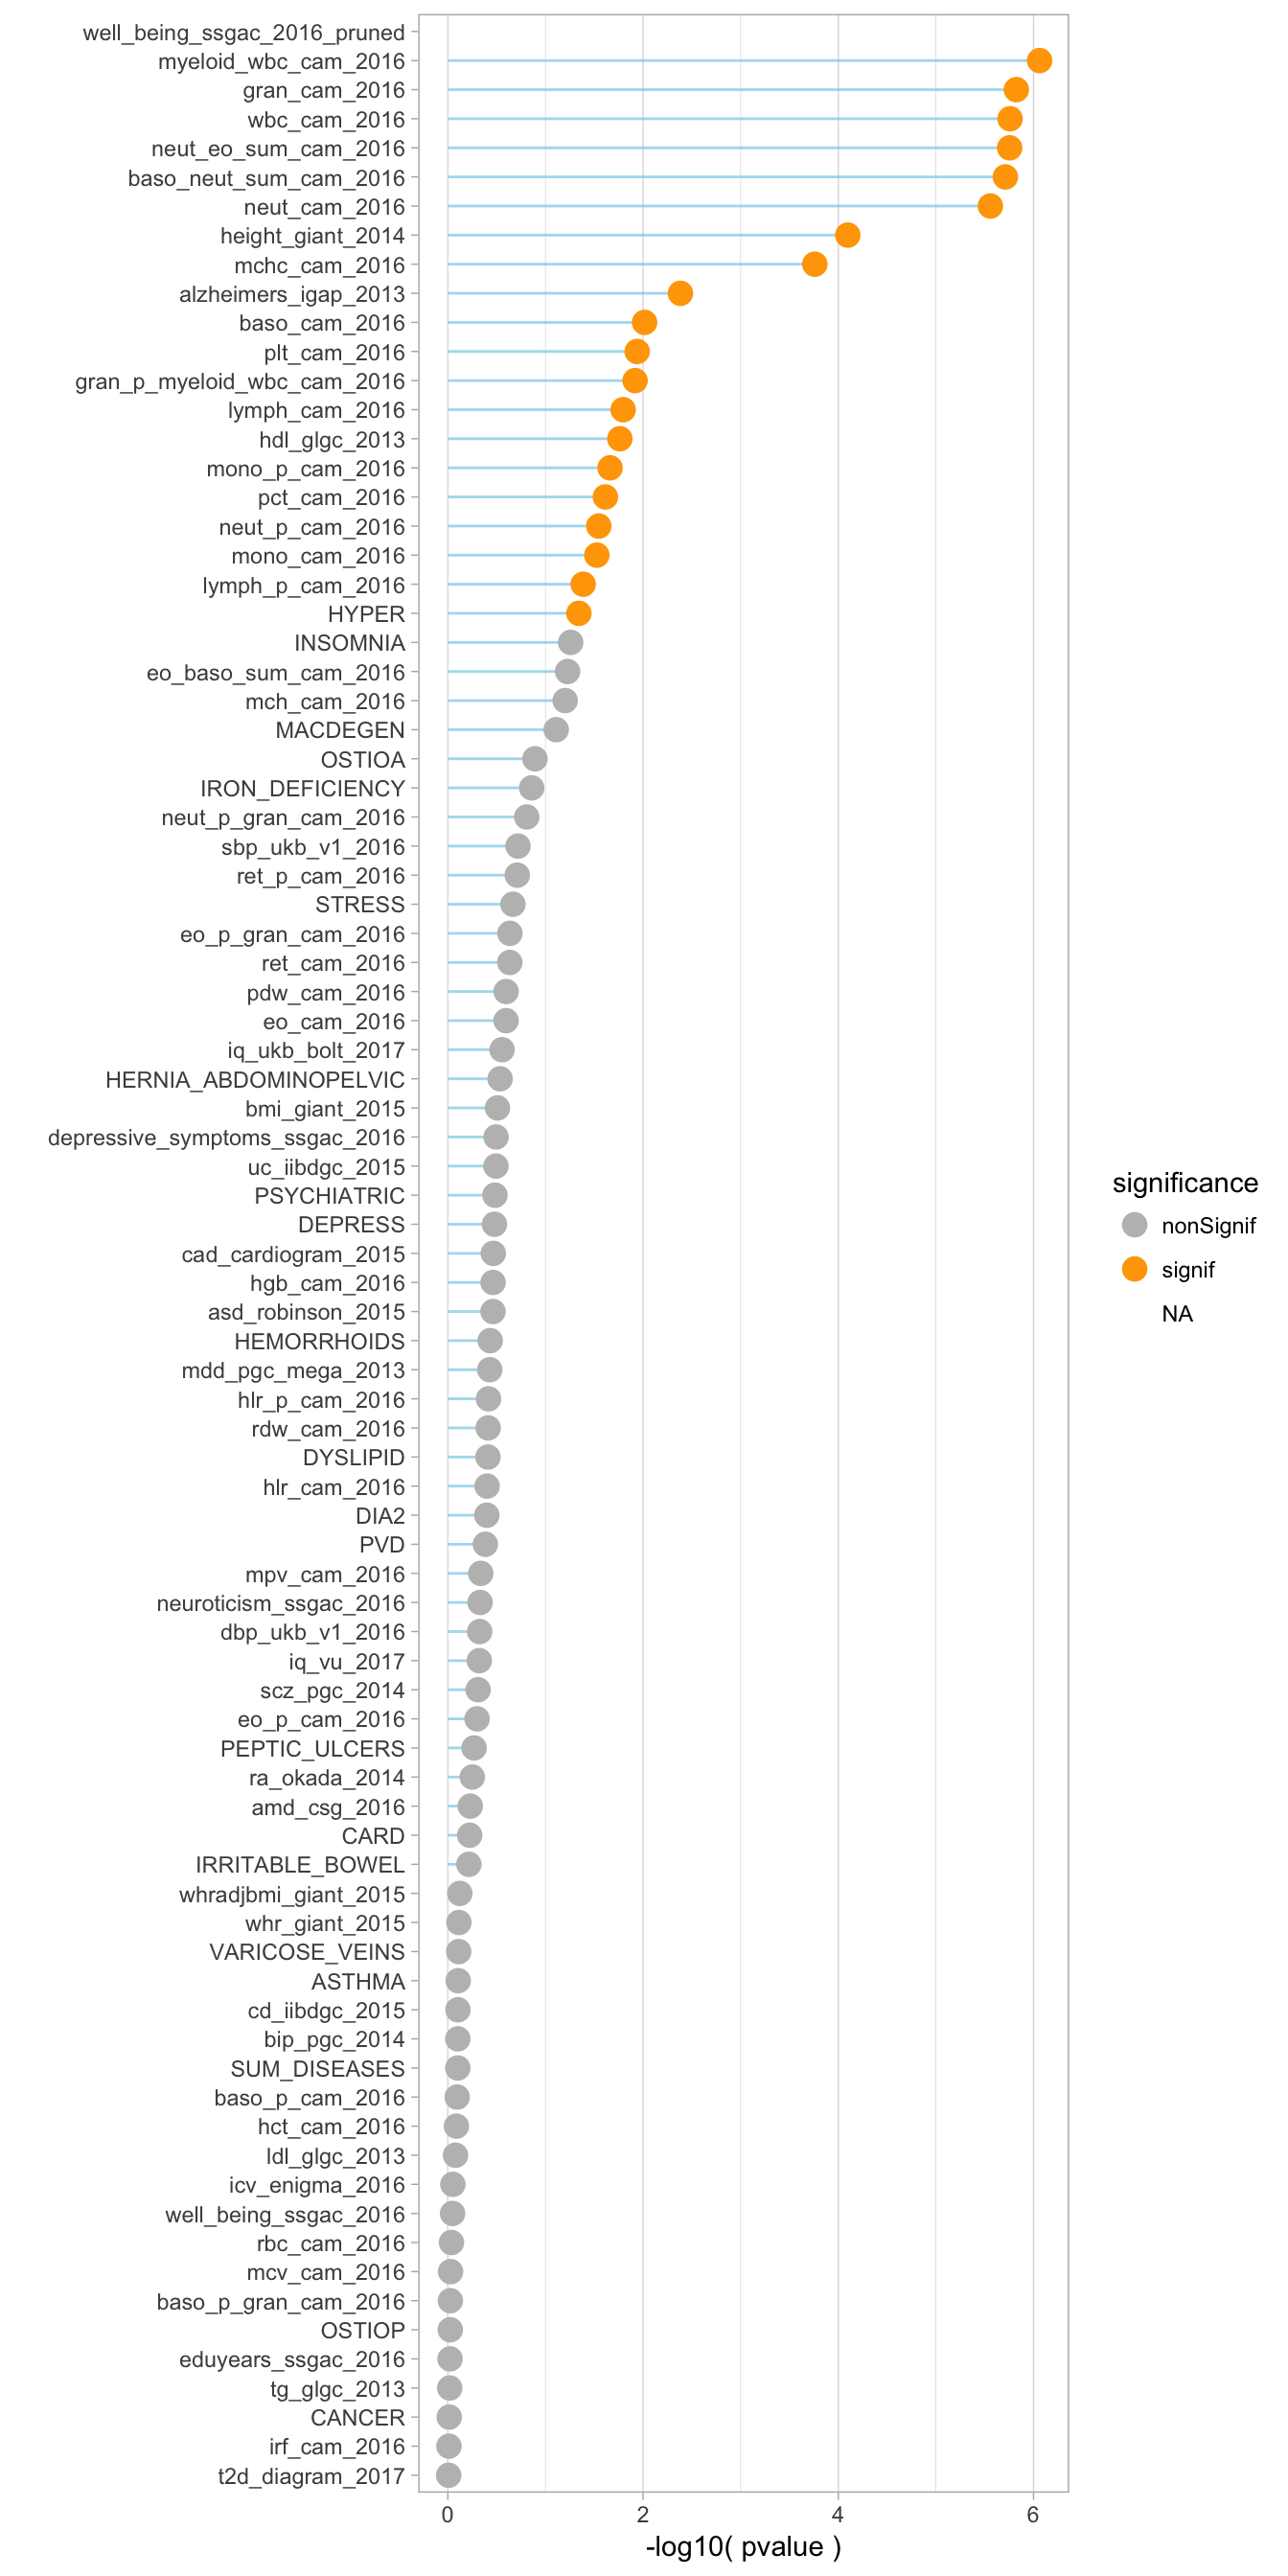 well_being_ssgac_2016_pruned
myeloid_wbc_cam_2016
gran_cam_2016
wbc_cam_2016
neut_eo_sum_cam_2016
baso_neut_sum_cam_2016
neut_cam_2016
height_giant_2014
mchc_cam_2016
alzheimers_igap_2013
baso_cam_2016
plt_cam_2016
gran_p_myeloid_wbc_cam_2016
lymph_cam_2016
hdl_glgc_2013
mono_p_cam_2016
pct_cam_2016
neut_p_cam_2016
mono_cam_2016
lymph_p_cam_2016
HYPER
INSOMNIA
eo_baso_sum_cam_2016
mch_cam_2016
MACDEGEN
OSTIOA
IRON_DEFICIENCY
neut_p_gran_cam_2016
sbp_ukb_v1_2016
ret_p_cam_2016
STRESS
eo_p_gran_cam_2016
ret_cam_2016
pdw_cam_2016
eo_cam_2016
iq_ukb_bolt_2017
HERNIA_ABDOMINOPELVIC
bmi_giant_2015
depressive_symptoms_ssgac_2016
uc_iibdgc_2015
PSYCHIATRIC
DEPRESS
cad_cardiogram_2015
hgb_cam_2016
asd_robinson_2015
HEMORRHOIDS
mdd_pgc_mega_2013
hlr_p_cam_2016
rdw_cam_2016
DYSLIPID
hlr_cam_2016
DIA2
PVD
mpv_cam_2016
neuroticism_ssgac_2016
dbp_ukb_v1_2016
iq_vu_2017
scz_pgc_2014
eo_p_cam_2016
PEPTIC_ULCERS
ra_okada_2014
amd_csg_2016
CARD
IRRITABLE_BOWEL
whradjbmi_giant_2015
whr_giant_2015
VARICOSE_VEINS
ASTHMA
cd_iibdgc_2015
bip_pgc_2014
SUM_DISEASES
baso_p_cam_2016
hct_cam_2016
ldl_glgc_2013
icv_enigma_2016
well_being_ssgac_2016
rbc_cam_2016
mcv_cam_2016
baso_p_gran_cam_2016
OSTIOP
eduyears_ssgac_2016
tg_glgc_2013
CANCER
irf_cam_2016
t2d_diagram_2017
0 2 4 6
-log10( pvalue )
significance
nonSignif
signif
NA